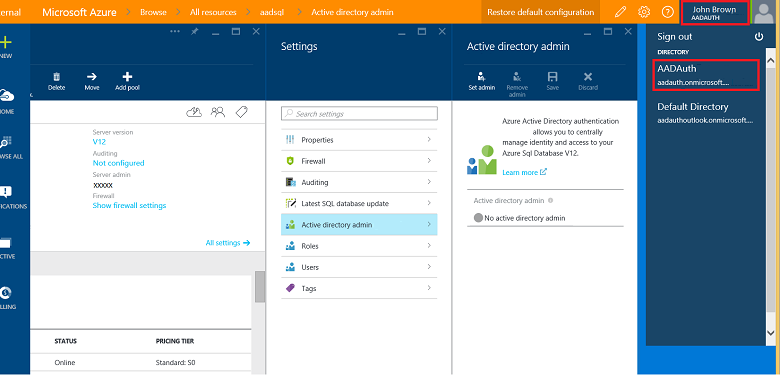 ernal Microsoft Azure Browse All resources aadsql Active directory admin Restore default configuration John Brown
AADAUTH
Sign out
DIRECTORY
AADAuth
aadauth.onmicrosoft....
Default Directory
aadauthoutlook.onmicrosoft....
NEW
OME
WSE ALL
ICATIONS
CTIVE
LLING
Delete Move Add pool
Server version
V12
Auditing
Not configured
Server admin
xxxxx
Firewall
Show firewall settings
All settings
STATUS PRICING TIER
Online Standard: S0
Settings
Search settings
Properties
Firewall
Auditing
Latest SQL database update
Active directory admin
Roles
Users
Tags
Active directory admin
Set admin Remove admin Save Discard
Azure Active Directory authentication
allows you to centrally
manage identity and access to your
Azure Sql Database V12.
Learn more
Active directory admin
No active directory admin